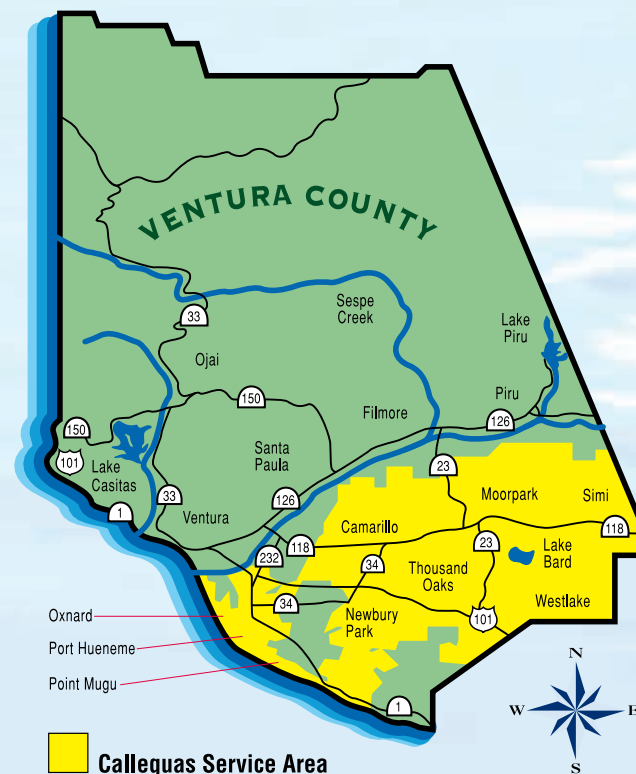 VENTURA COUNTY
33
Sespe
Creek
Lake
Piru
Ojai
150
Filmore
Piru
126
150
101
Lake
Casitas
Santa
Paula
23
Moorpark
Simi
33
126
1
Ventura
Camarillo
118
232
118
34
23
Lake
Bard
Thousand
Oaks
34
Newbury
Park
101
Westlake
Oxnard
Port Hueneme
Point Mugu
1
N
W
E
S
Calleguas Service Area